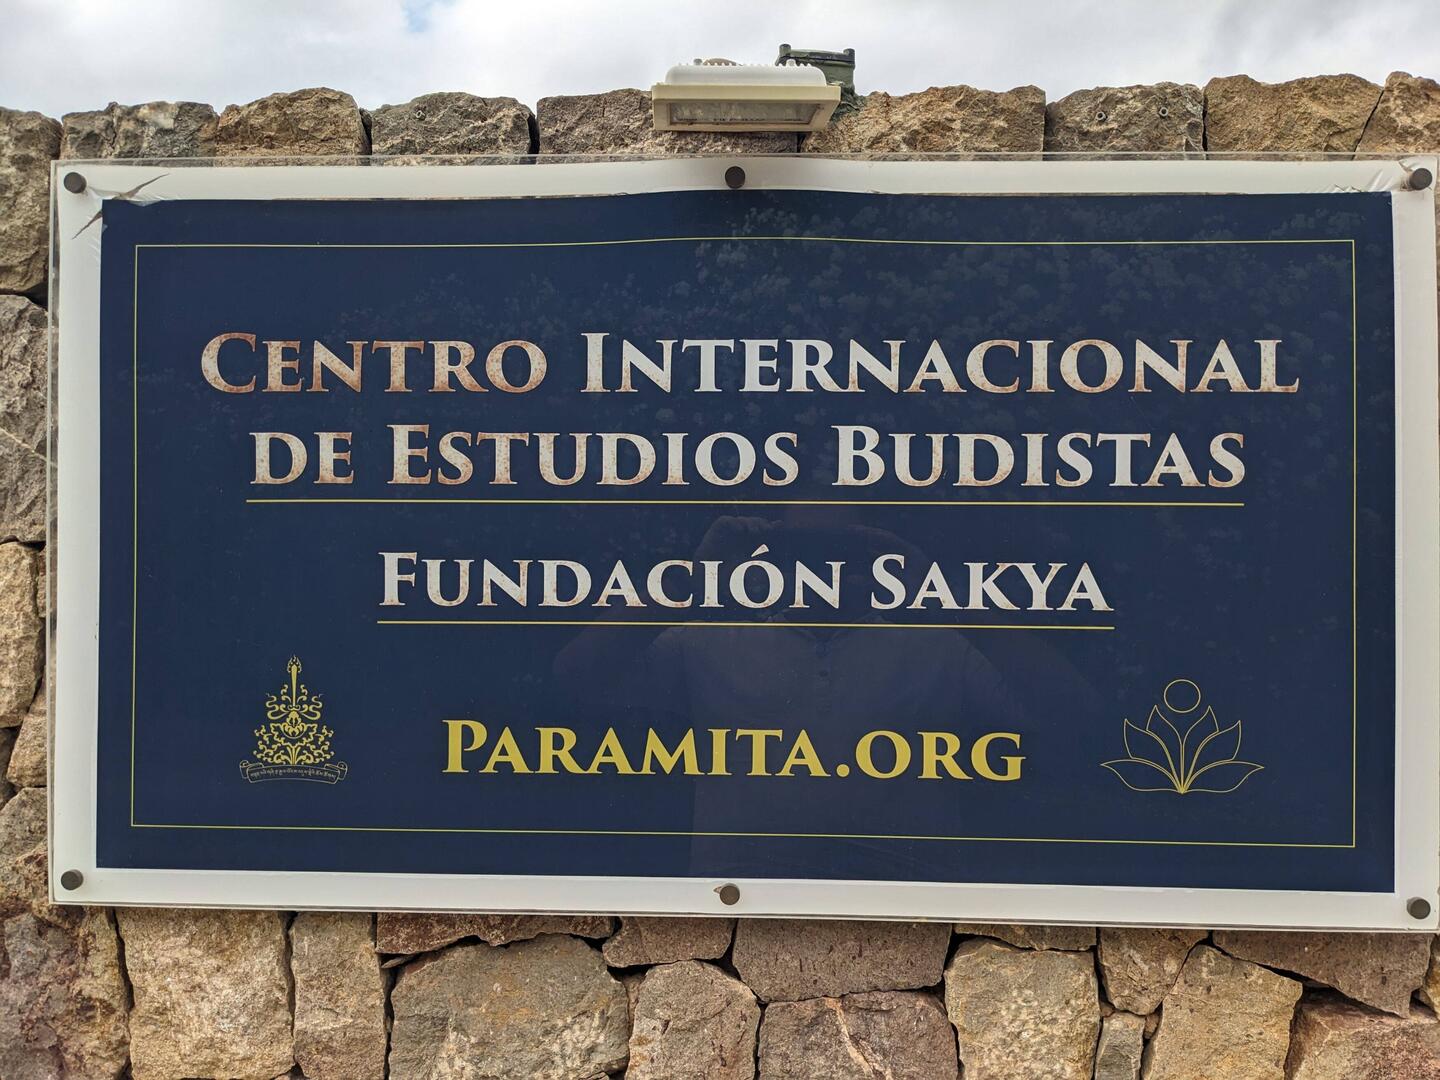 Centro Internacional
de Estudios Budistas
Fundación Sakya
Paramita.org